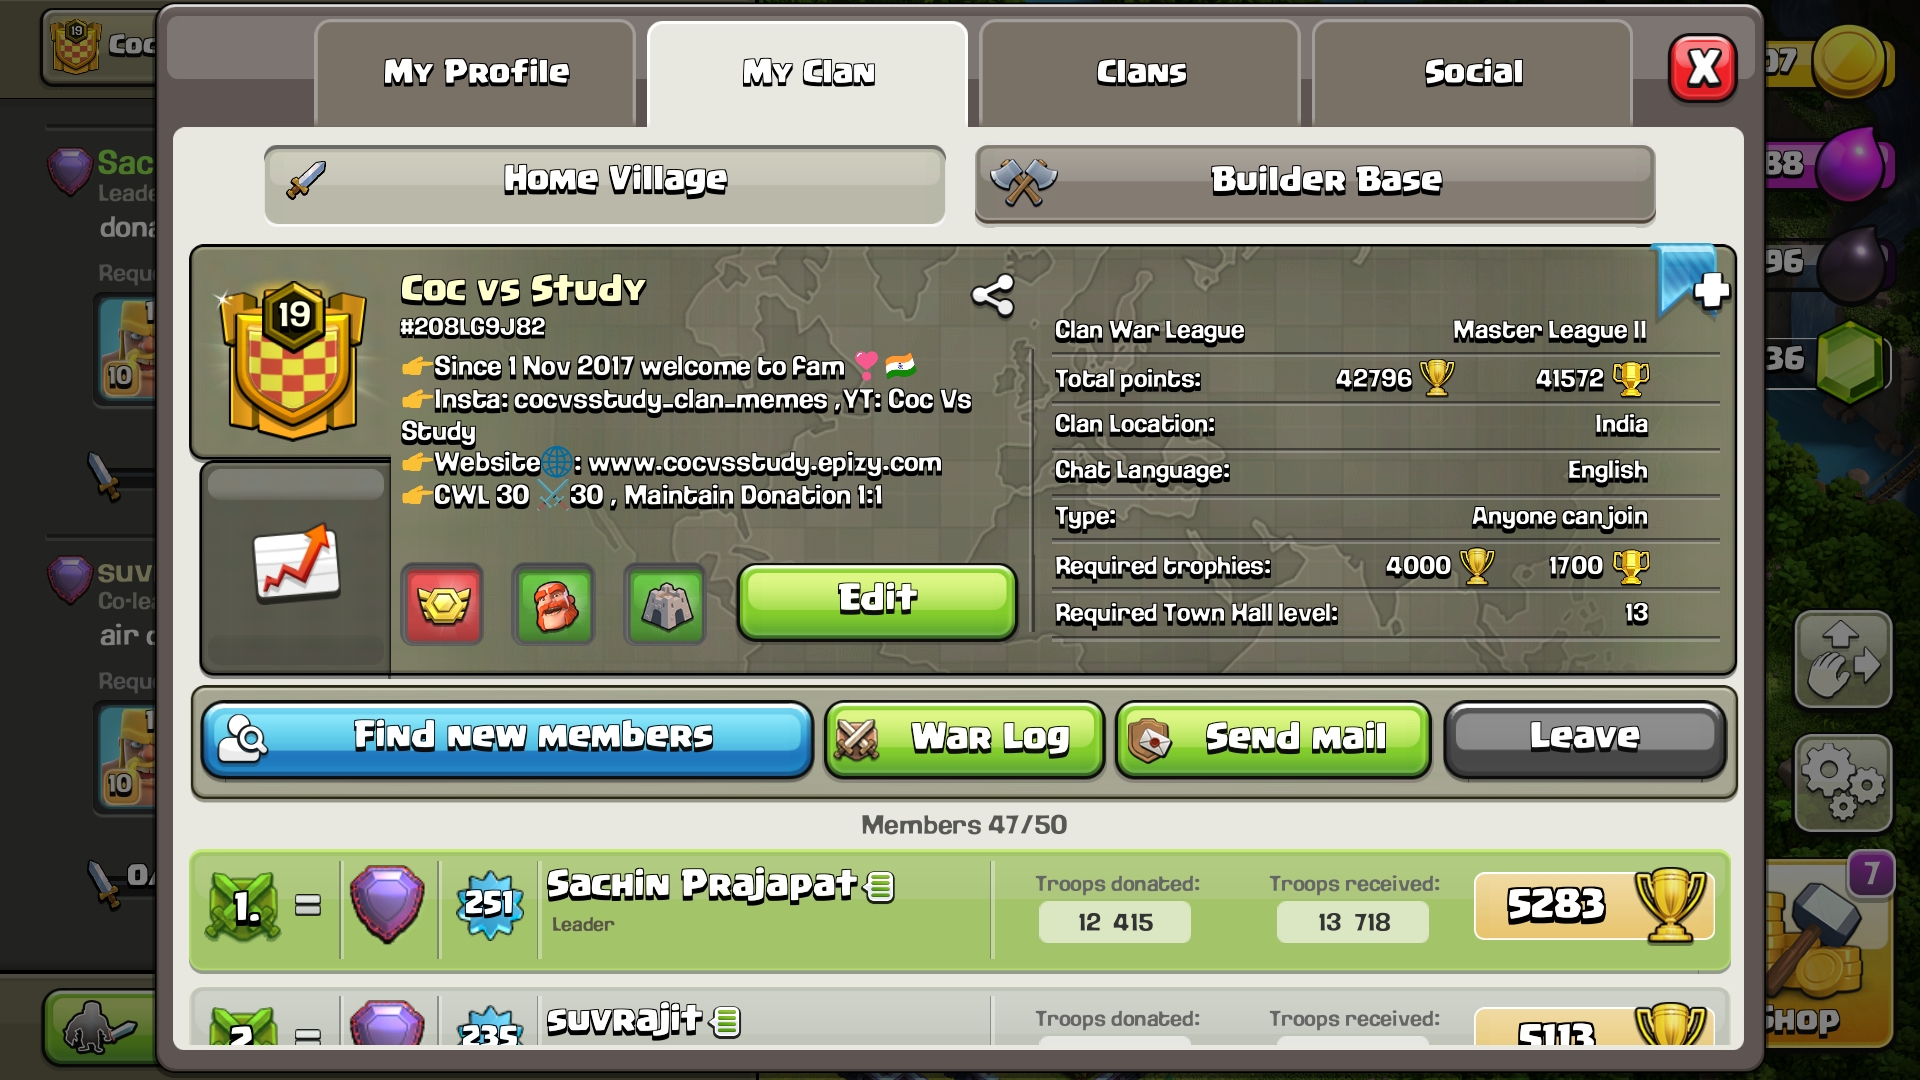 My Profile
My Clan
Clans
Social
X
Home Village
Builder Base
19
Coc vs Study
#208LG9J82
👉Since 1 Nov 2017 welcome to Fam❣️🇮🇳
👉Insta: cocvsstudy_clan_memes ,YT: Coc Vs
Study
👉Website🌐: www.cocvsstudy.epizy.com
👉CWL 30 ⚔️30 , Maintain Donation 1:1
Edit
Clan War League Master League II
Total points: 42796 41572
Clan Location: India
Chat Language: English
Type: Anyone can join
Required trophies: 4000 1700
Required Town Hall level: 13
Find new members
War Log
Send mail
Leave
Members 47/50
1. = 251 Sachin Prajapat
Leader
Troops donated: 12 415
Troops received: 13 718
5283
2. = 235 suvrajit
Troops donated:
Troops received:
5113
19
Coc
Sac
Leade
dona
Reque
10
suv
Co-lea
air d
Reque
10
0/
07
88
96
36
7
Shop